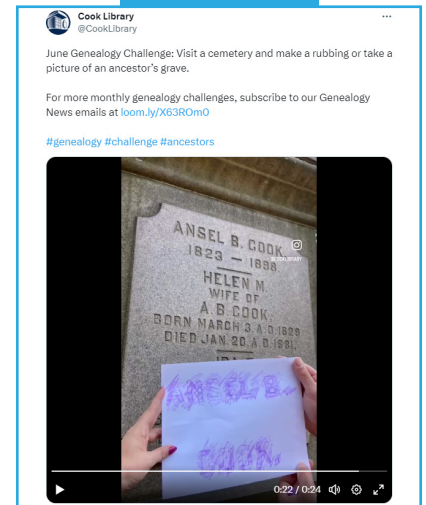 Cook Library
@CookLibrary
June Genealogy Challenge: Visit a cemetery and make a rubbing or take a
picture of an ancestor's grave.
For more monthly genealogy challenges, subscribe to our Genealogy
News emails at loom.ly/X63ROm0
#genealogy #challenge #ancestors
ANSEL B. COOK
1823 — 1898
HELEN M.
WIFE OF
A.B. COOK.
BORN MARCH 3, A.D. 1829
DIED JAN. 20, A.D. 1891.
ANSEL B.
COOK
0:22 / 0:24